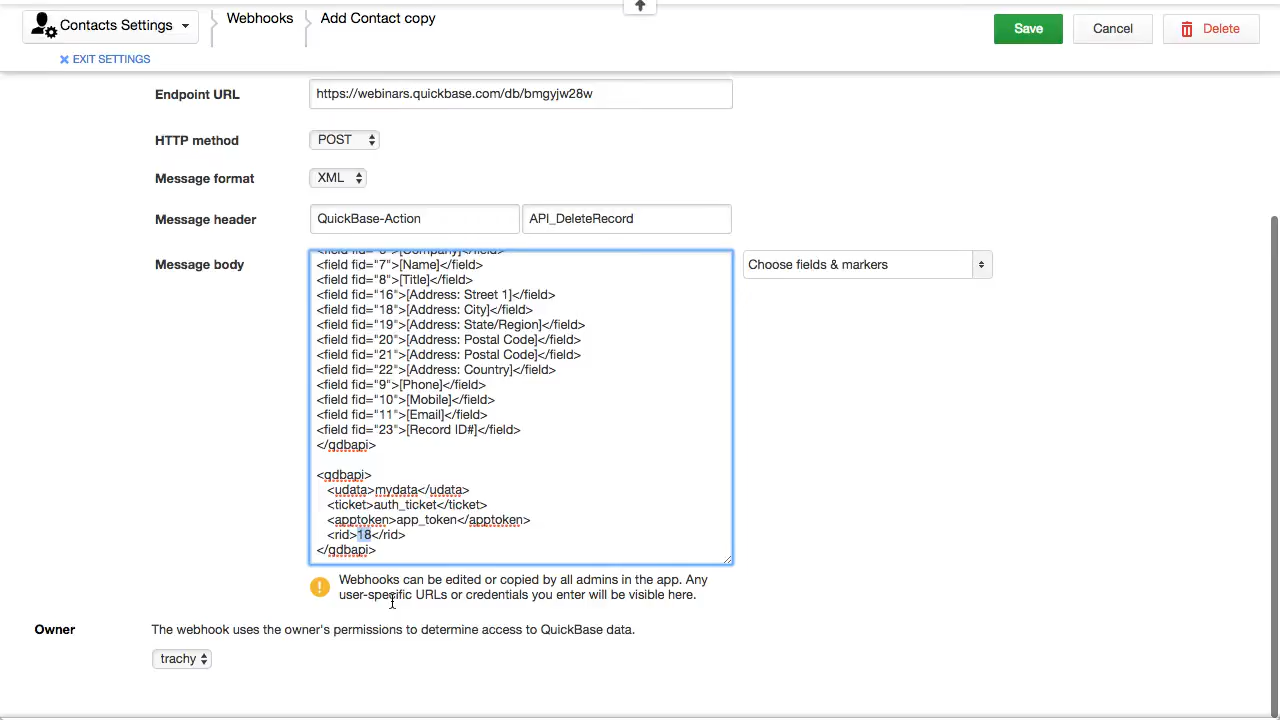 Contacts Settings
Webhooks
Add Contact copy
Save
Cancel
Delete
EXIT SETTINGS
Endpoint URL
https://webinars.quickbase.com/db/bmgyjw28w
HTTP method
POST
Message format
XML
Message header
QuickBase-Action
API_DeleteRecord
Message body
<field fid="6">[Company]</field>
<field fid="7">[Name]</field>
<field fid="8">[Title]</field>
<field fid="16">[Address: Street 1]</field>
<field fid="18">[Address: City]</field>
<field fid="19">[Address: State/Region]</field>
<field fid="20">[Address: Postal Code]</field>
<field fid="21">[Address: Postal Code]</field>
<field fid="22">[Address: Country]</field>
<field fid="9">[Phone]</field>
<field fid="10">[Mobile]</field>
<field fid="11">[Email]</field>
<field fid="23">[Record ID#]</field>
</qdbapi>
<qdbapi>
<udata>mydata</udata>
<ticket>auth_ticket</ticket>
<apptoken>app_token</apptoken>
<rid>18</rid>
</qdbapi>
Choose fields & markers
Webhooks can be edited or copied by all admins in the app. Any
user-specific URLs or credentials you enter will be visible here.
Owner
The webhook uses the owner's permissions to determine access to QuickBase data.
trachy